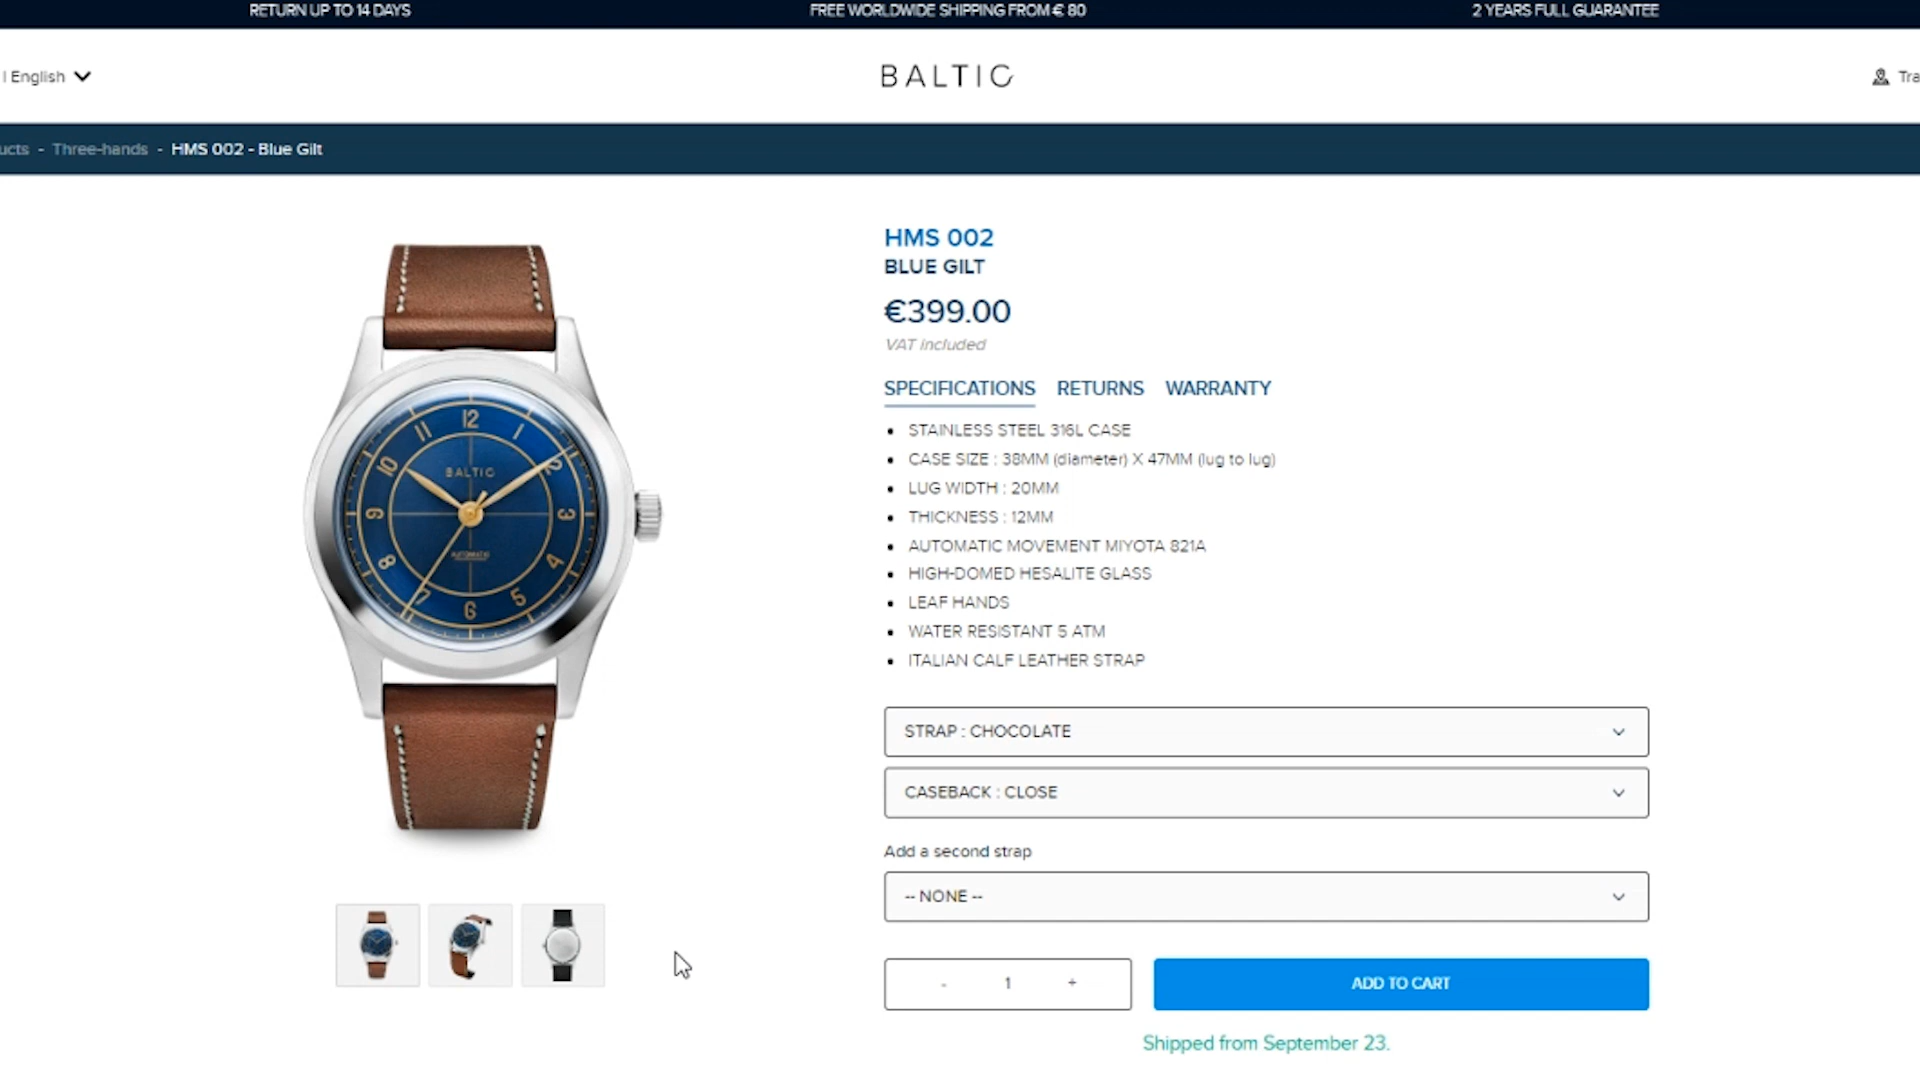 RETURN UP TO 14 DAYS
FREE WORLDWIDE SHIPPING FROM € 80
2 YEARS FULL GUARANTEE
| English
BALTIC
Tra
ucts - Three-hands - HMS 002 - Blue Gilt
HMS 002
BLUE GILT
€399.00
VAT included
SPECIFICATIONS RETURNS WARRANTY
STAINLESS STEEL 316L CASE
CASE SIZE : 38MM (diameter) X 47MM (lug to lug)
LUG WIDTH : 20MM
THICKNESS : 12MM
AUTOMATIC MOVEMENT MIYOTA 821A
HIGH-DOMED HESALITE GLASS
LEAF HANDS
WATER RESISTANT 5 ATM
ITALIAN CALF LEATHER STRAP
12
11 1
10 2
BALTIC
9 3
AUTOMATIC
8 4
7 5
6
STRAP : CHOCOLATE
CASEBACK : CLOSE
Add a second strap
-- NONE --
- 1 +
ADD TO CART
Shipped from September 23.